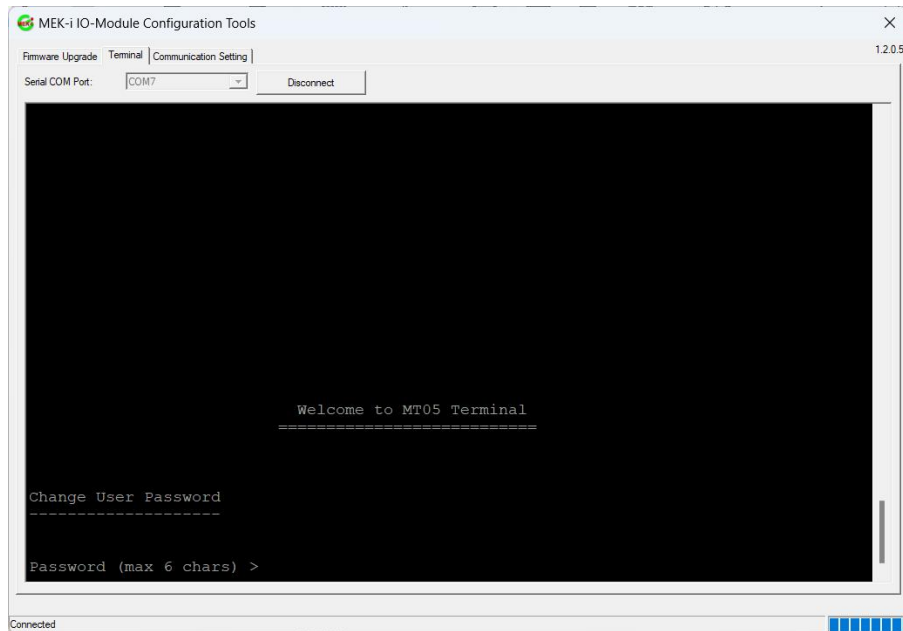 MEK-i IO-Module Configuration Tools
1.2.0.5
Firmware Upgrade Terminal Communication Setting
Serial COM Port: COM7 Disconnect
Welcome to MT05 Terminal
===========================
Change User Password
--------------------
Password (max 6 chars) >
Connected